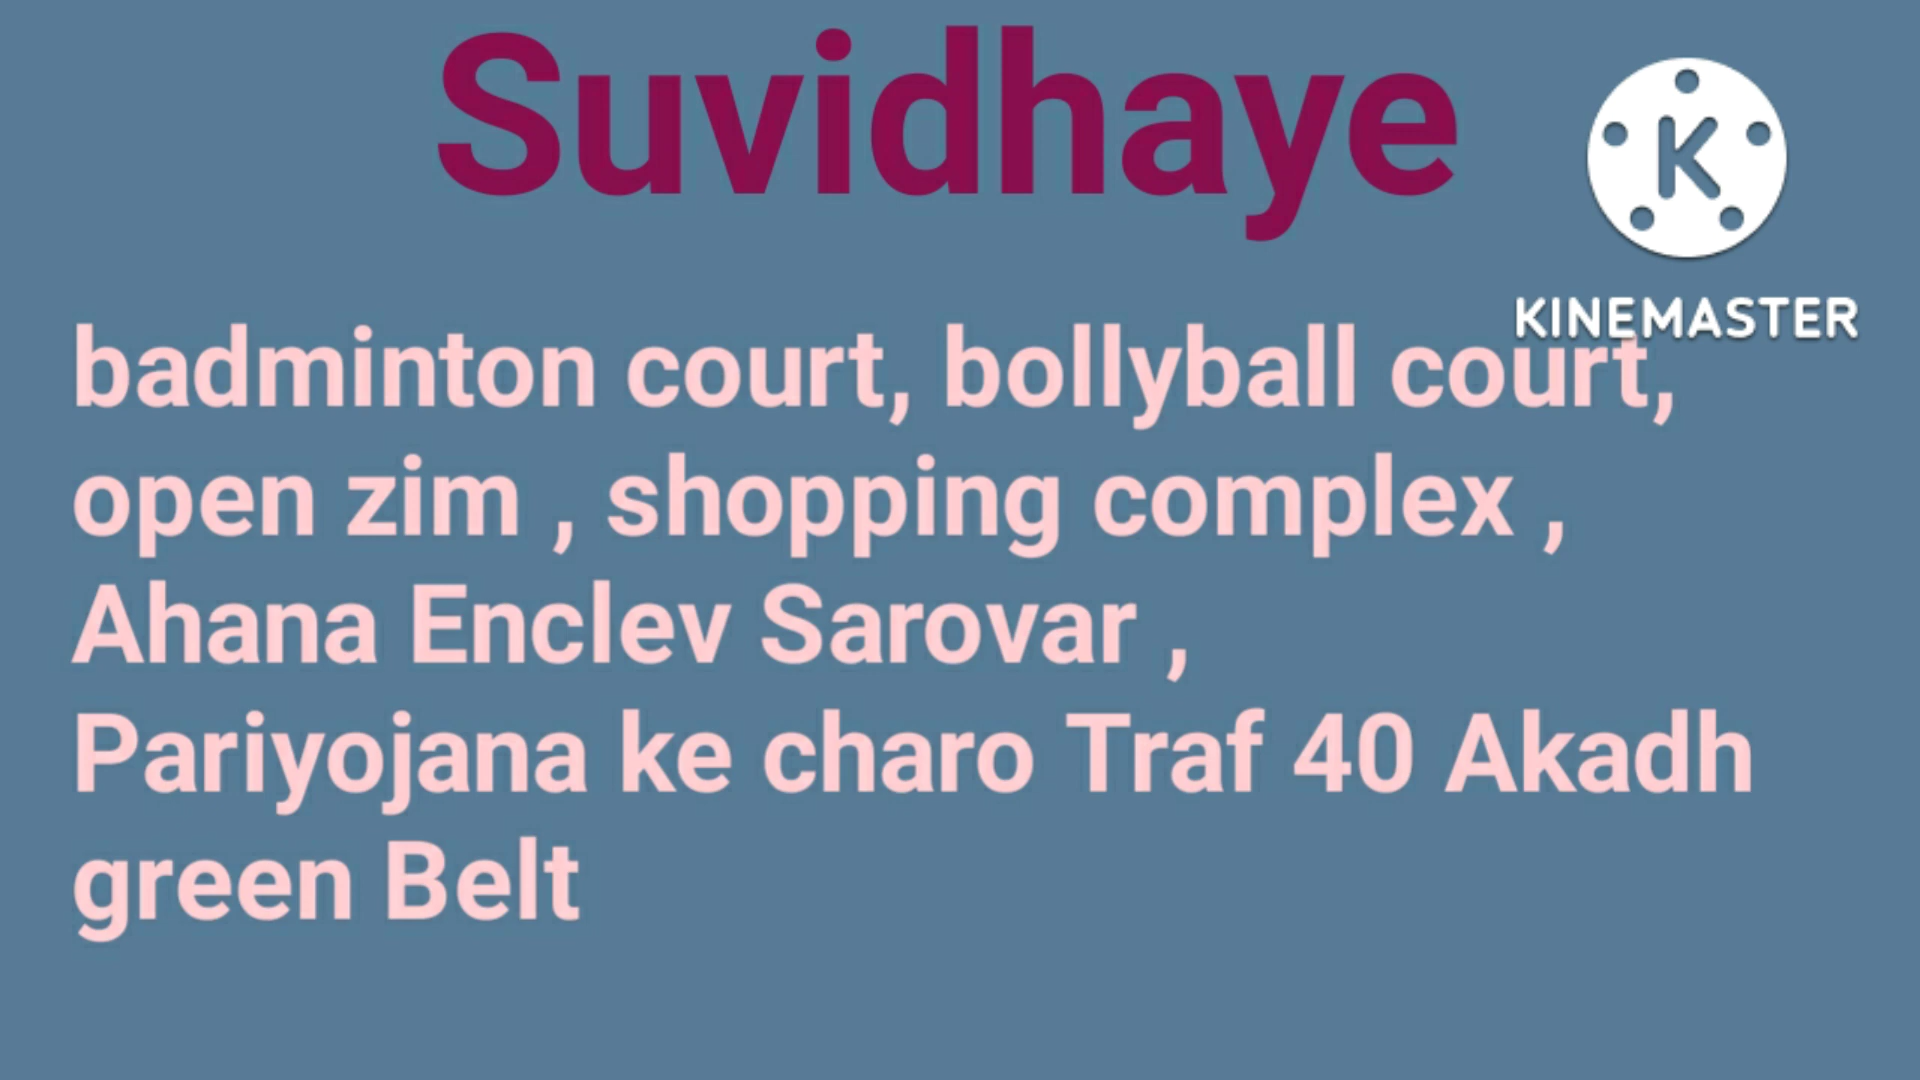 Suvidhaye
KINEMASTER
badminton court, bollyball court,
open zim , shopping complex ,
Ahana Enclev Sarovar ,
Pariyojana ke charo Traf 40 Akadh
green Belt